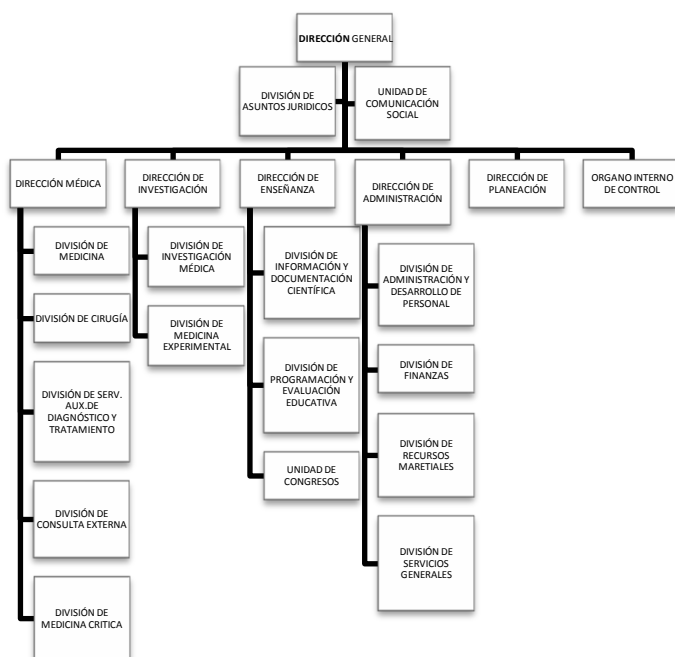 DIRECCIÓN GENERAL
DIVISIÓN DE
ASUNTOS JURIDICOS
UNIDAD DE
COMUNICACIÓN
SOCIAL
DIRECCIÓN MÉDICA
DIRECCIÓN DE
INVESTIGACIÓN
DIRECCIÓN DE
ENSEÑANZA
DIRECCIÓN DE
ADMINISTRACIÓN
DIRECCIÓN DE
PLANEACIÓN
ORGANO INTERNO
DE CONTROL
DIVISIÓN DE
MEDICINA
DIVISIÓN DE CIRUGÍA
DIVISIÓN DE SERV.
AUX.DE
DIAGNÓSTICO Y
TRATAMIENTO
DIVISIÓN DE
CONSULTA EXTERNA
DIVISIÓN DE
MEDICINA CRITICA
DIVISIÓN DE
INVESTIGACIÓN
MÉDICA
DIVISIÓN DE
MEDICINA
EXPERIMENTAL
DIVISIÓN DE
INFORMACIÓN Y
DOCUMENTACIÓN
CIENTÍFICA
DIVISIÓN DE
PROGRAMACIÓN Y
EVALUACIÓN
EDUCATIVA
UNIDAD DE
CONGRESOS
DIVISIÓN DE
ADMINISTRACIÓN Y
DESARROLLO DE
PERSONAL
DIVISIÓN DE
FINANZAS
DIVISIÓN DE
RECURSOS
MARETIALES
DIVISIÓN DE
SERVICIOS
GENERALES